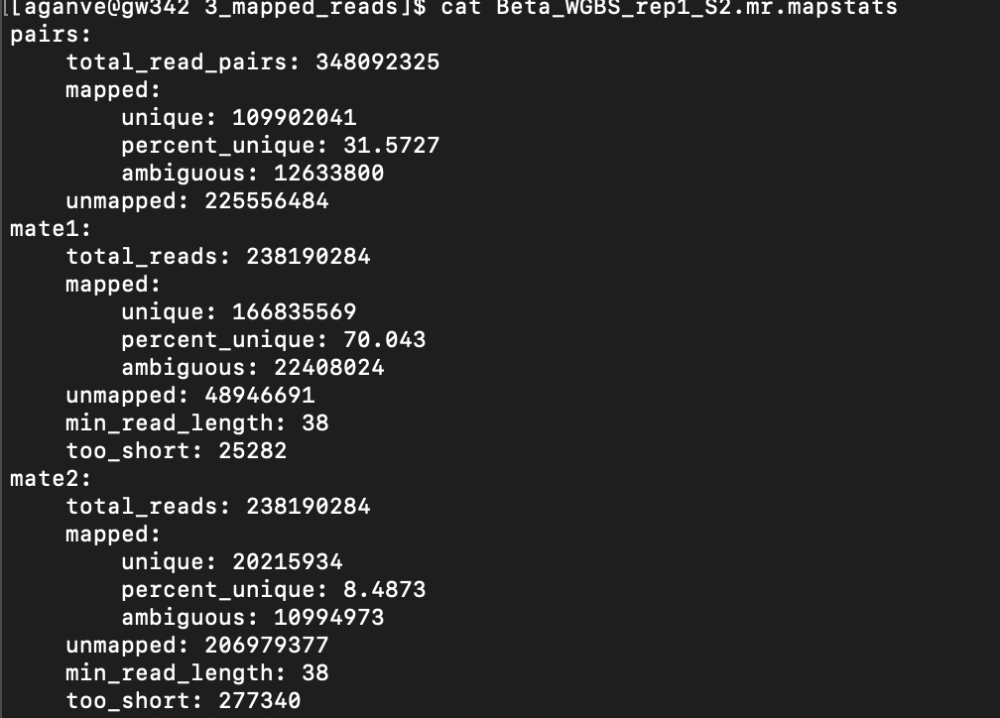 [[aganve@gw342 3_mapped_reads]$ cat Beta_WGBS_rep1_S2.mr.mapstats
pairs:
    total_read_pairs: 348092325
    mapped:
        unique: 109902041
        percent_unique: 31.5727
        ambiguous: 12633800
    unmapped: 225556484
mate1:
    total_reads: 238190284
    mapped:
        unique: 166835569
        percent_unique: 70.043
        ambiguous: 22408024
    unmapped: 48946691
    min_read_length: 38
    too_short: 25282
mate2:
    total_reads: 238190284
    mapped:
        unique: 20215934
        percent_unique: 8.4873
        ambiguous: 10994973
    unmapped: 206979377
    min_read_length: 38
    too_short: 277340